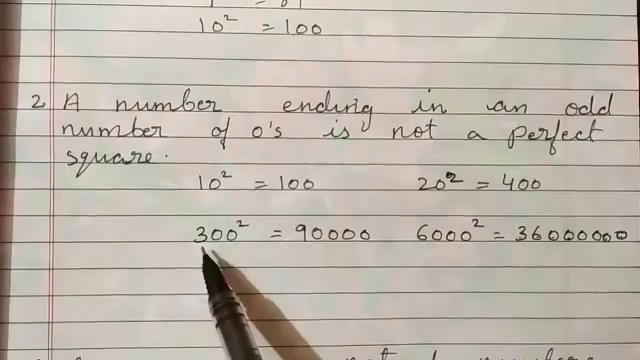 10² = 100
2. A number ending in an odd
number of 0's is not a perfect
square.
10² = 100 20² = 400
300² = 90000 6000² = 36000000
not